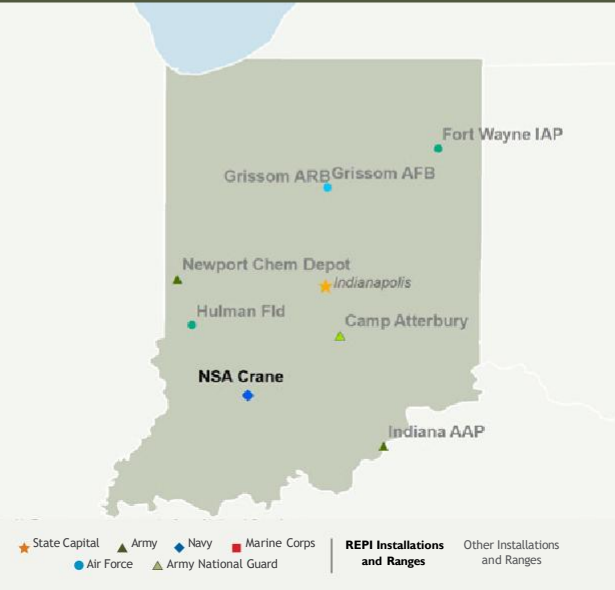 Fort Wayne IAP
Grissom ARB Grissom AFB
Newport Chem Depot
Indianapolis
Hulman Fld
Camp Atterbury
NSA Crane
Indiana AAP
State Capital Army Navy Marine Corps
Air Force Army National Guard
REPI Installations
and Ranges
Other Installations
and Ranges